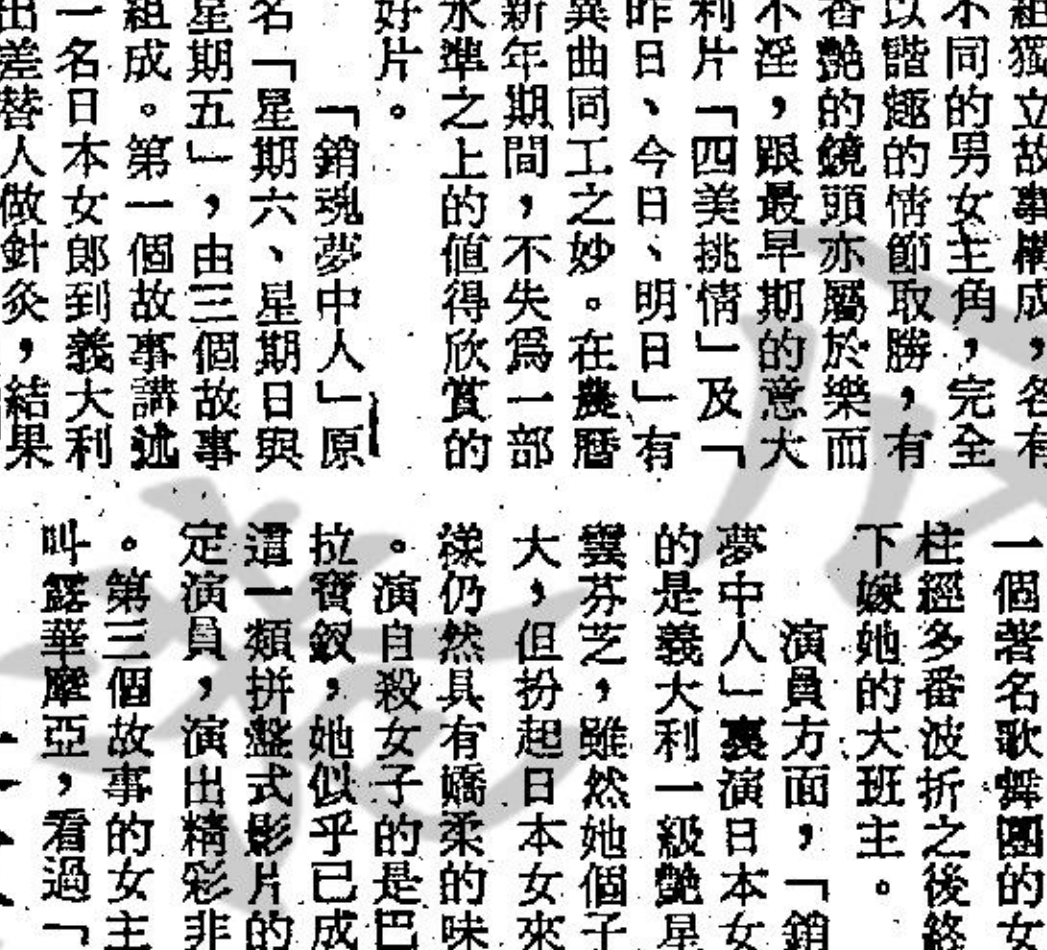 組獨立故事構成，名有
不同的男女主角，完全
以諧趣的情節取勝，有
香艷的鏡頭亦屬於樂而
不淫，跟最早期的意大
利片「四美挑情」及「
昨日、今日、明日」有
異曲同工之妙。在農曆
新年期間，不失爲一部
水準之上的值得欣賞的
好片。
「銷魂夢中人」原
名「星期六、星期日與
星期五」，由三個故事
組成。第一個故事講述
一名日本女郎到義大利
出差替人做針灸，結果
一個著名歌舞團的女
柱經多番波折之後終
下嫁她的大班主。
演員方面，「銷
夢中人」裏演日本女
的是義大利一級艷星
雲芬芝，雖然她個子
大，但扮起日本女來
樣仍然具有嬌柔的味
。演自殺女子的是巴
拉寶釵，她似乎已成
這一類拼盤式影片的
定演員，演出精彩非
。第三個故事的女主
叫露華摩亞，看過「